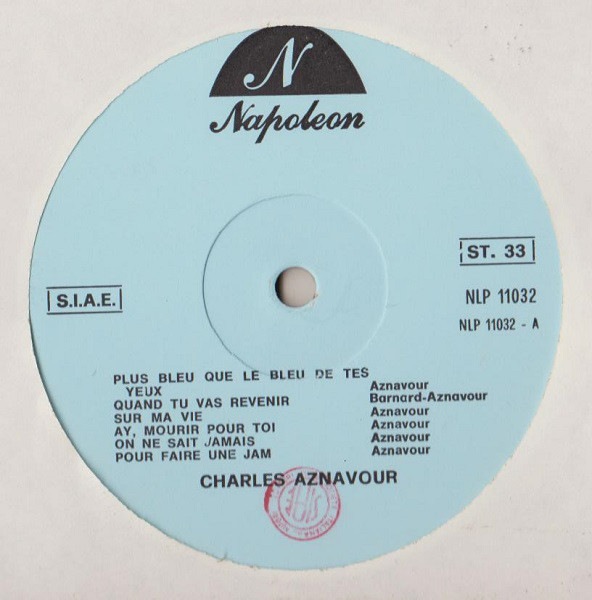 N
Napoleon
ST. 33
S.I.A.E.
NLP 11032
NLP 11032 - A
PLUS BLEU QUE LE BLEU DE TES
YEUX Aznavour
QUAND TU VAS REVENIR Barnard-Aznavour
SUR MA VIE Aznavour
AY, MOURIR POUR TOI Aznavour
ON NE SAIT JAMAIS Aznavour
POUR FAIRE UNE JAM Aznavour
CHARLES AZNAVOUR